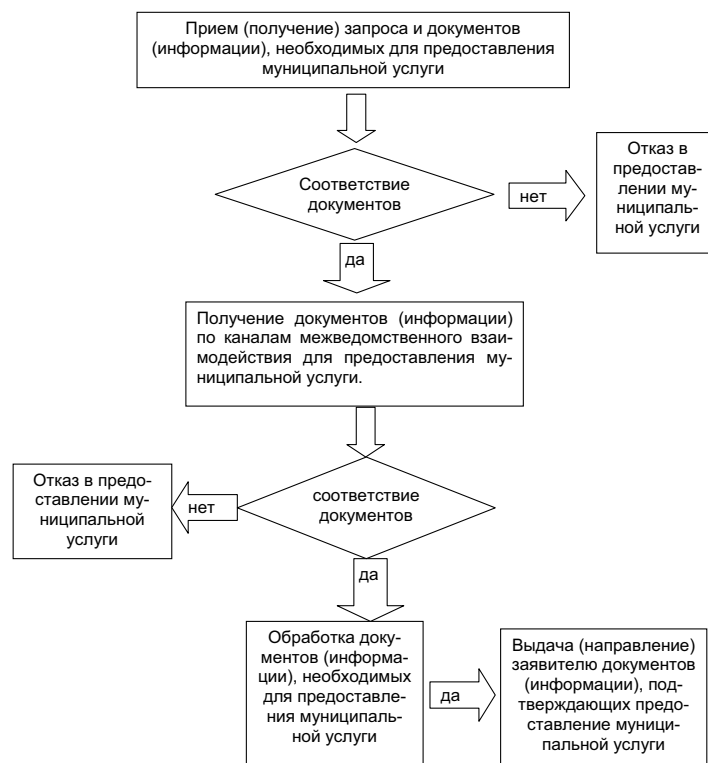 Прием (получение) запроса и документов
(информации), необходимых для предоставления
муниципальной услуги
Соответствие
документов
нет
Отказ в
предостав-
лении му-
ниципаль-
ной услуги
да
Получение документов (информации)
по каналам межведомственного взаи-
модействия для предоставления му-
ниципальной услуги.
соответствие
документов
нет
Отказ в предо-
ставлении му-
ниципальной
услуги
да
Обработка доку-
ментов (информа-
ции), необходимых
для предоставле-
ния муниципаль-
ной услуги
да
Выдача (направление)
заявителю документов
(информации), под-
тверждающих предо-
ставление муници-
пальной услуги